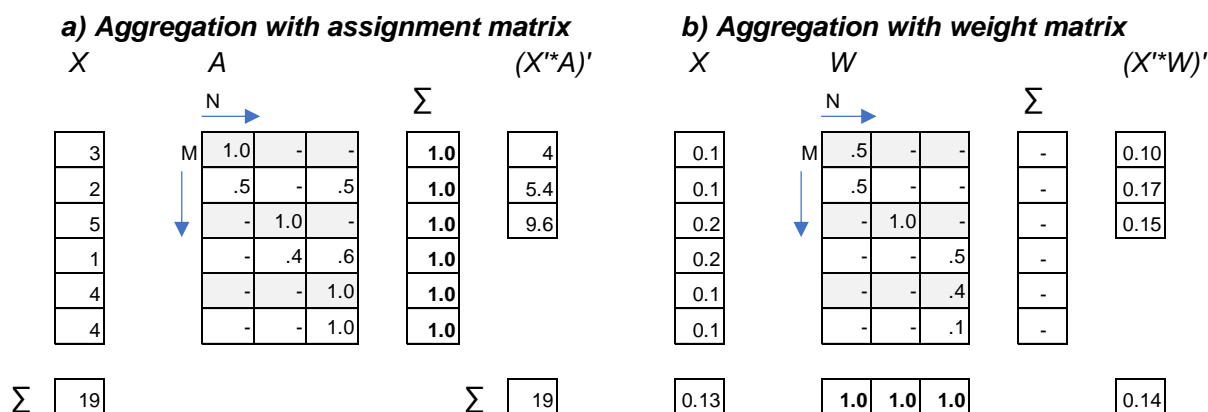 a) Aggregation with assignment matrix b) Aggregation with weight matrix
X A (X'*A)' X W (X'*W)'
N ∑ N ∑
3 M 1.0 - - 1.0 4 0.1 M .5 - - - 0.10
2 .5 - .5 1.0 5.4 0.1 .5 - - - 0.17
5 - 1.0 - 1.0 9.6 0.2 - 1.0 - - 0.15
1 - .4 .6 1.0 0.2 - - .5 -
4 - - 1.0 1.0 0.1 - - .4 -
4 - - 1.0 1.0 0.1 - - .1 -
∑ 19 ∑ 19 0.13 1.0 1.0 1.0 0.14